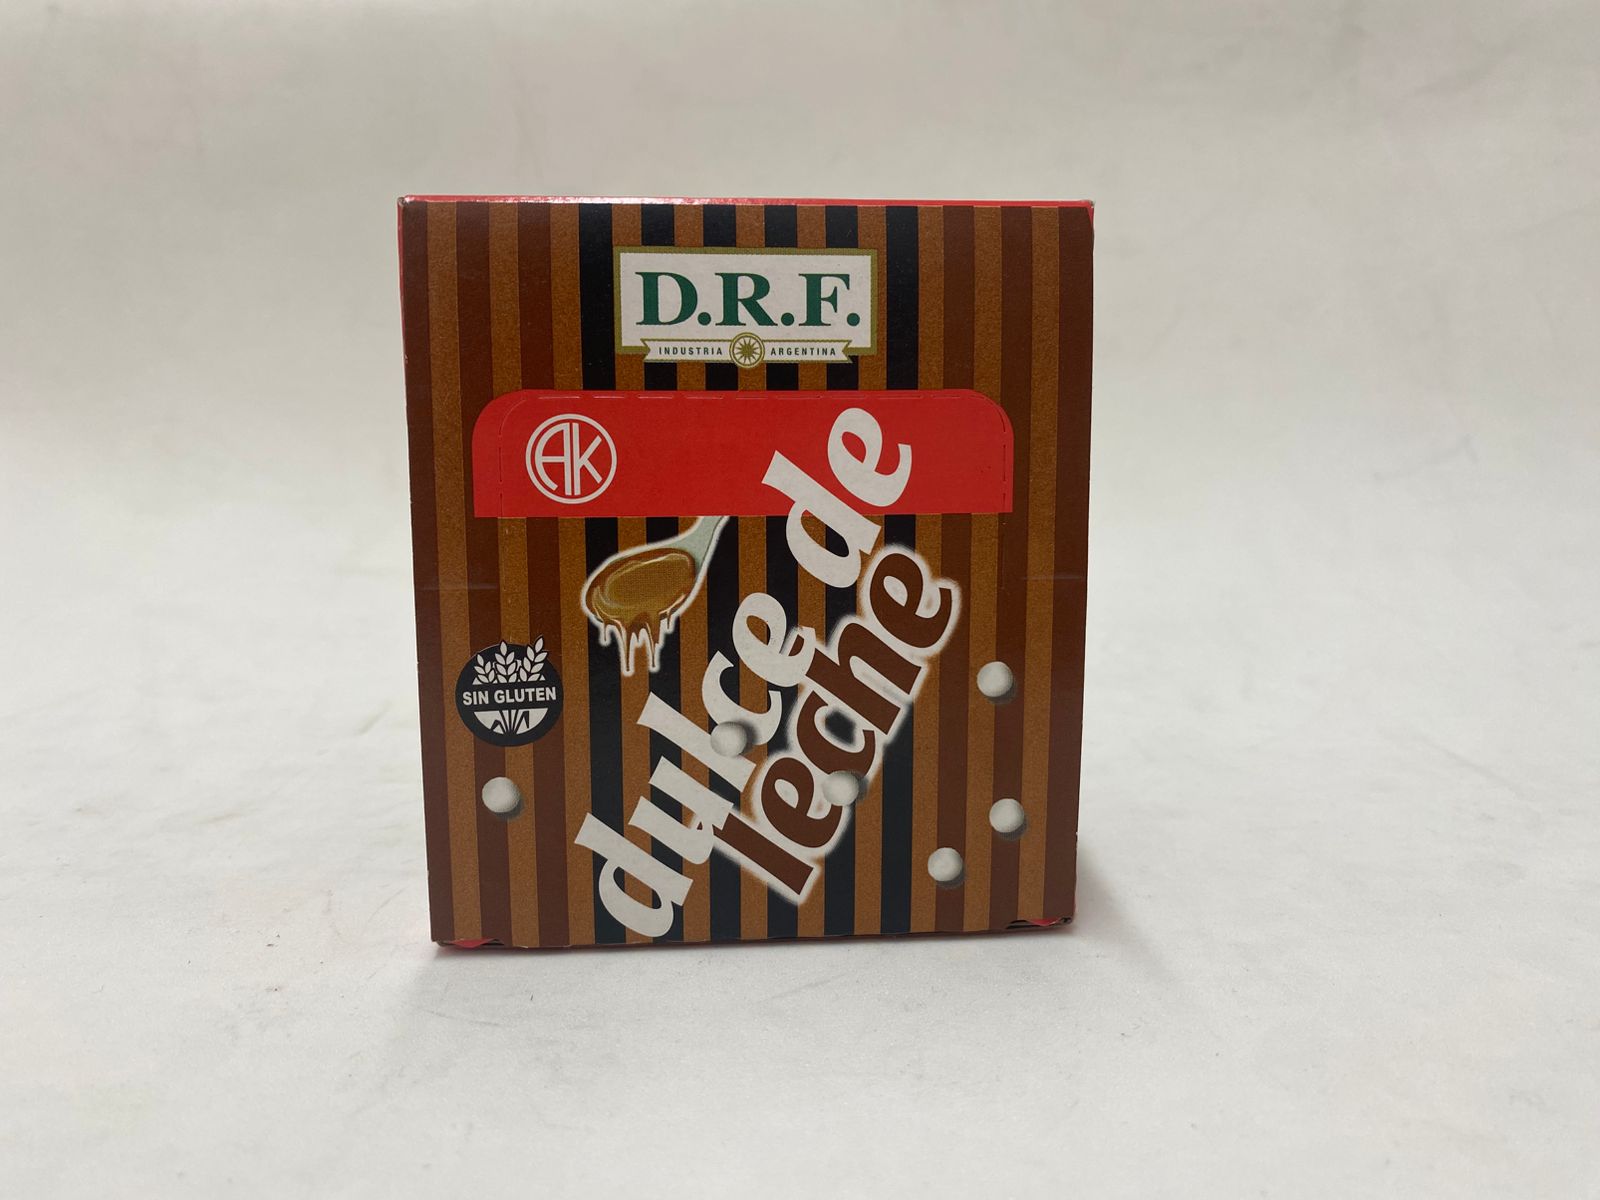 D.R.F.
INDUSTRIA ARGENTINA
AK
dulce de
leche
SIN GLUTEN